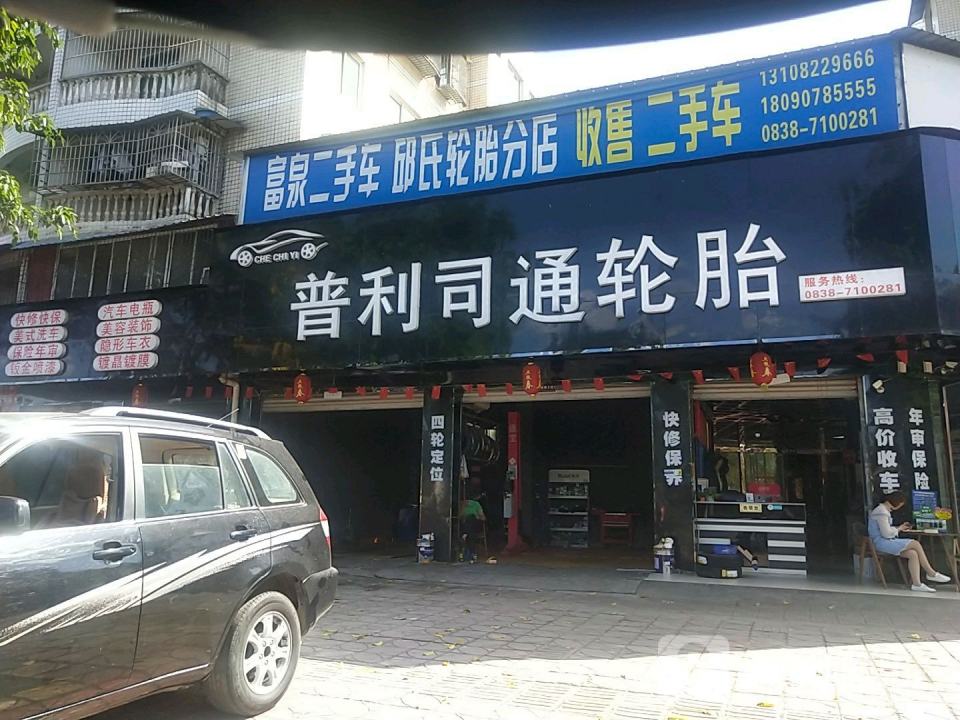 富泉二手车 邱氏轮胎分店 收售 二手车
13108229666
18090785555
0838-7100281
CHE CHI YI
普利司通轮胎
服务热线:
0838-7100281
快修快保
美式洗车
保险年审
钣金喷漆
汽车电瓶
美容装饰
隐形车衣
镀晶镀膜
四轮定位
快修保养
高价收车
年审保险